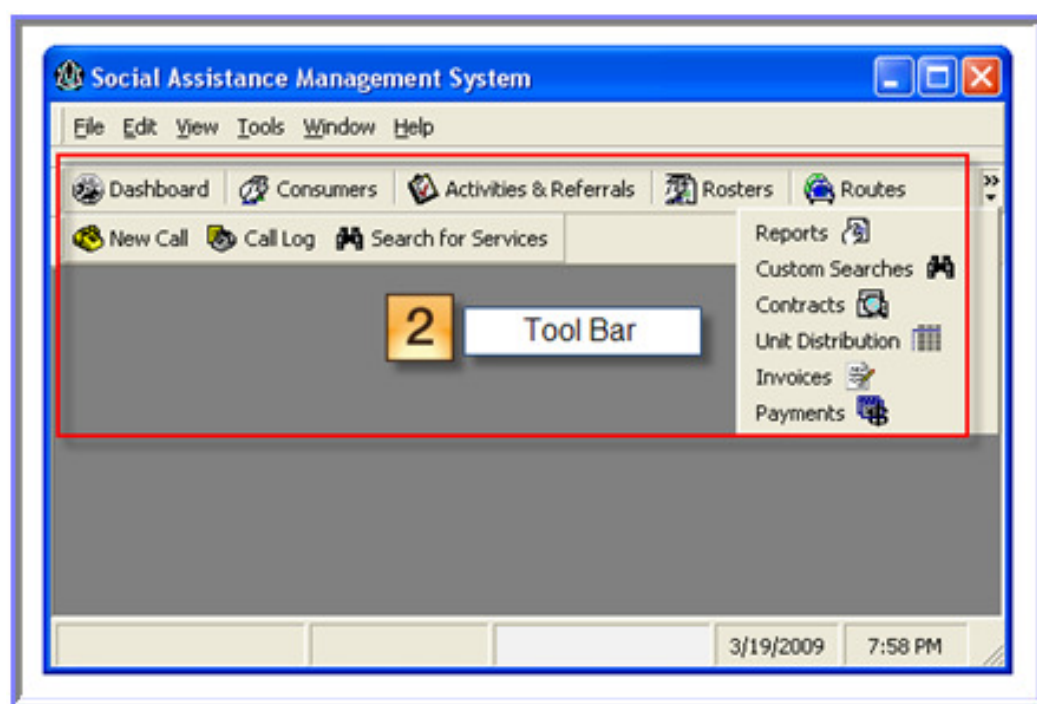 Social Assistance Management System
File Edit View Tools Window Help
Dashboard Consumers Activities & Referrals Rosters Routes
New Call Call Log Search for Services
Reports
Custom Searches
Contracts
Unit Distribution
Invoices
Payments
2 Tool Bar
3/19/2009 7:58 PM